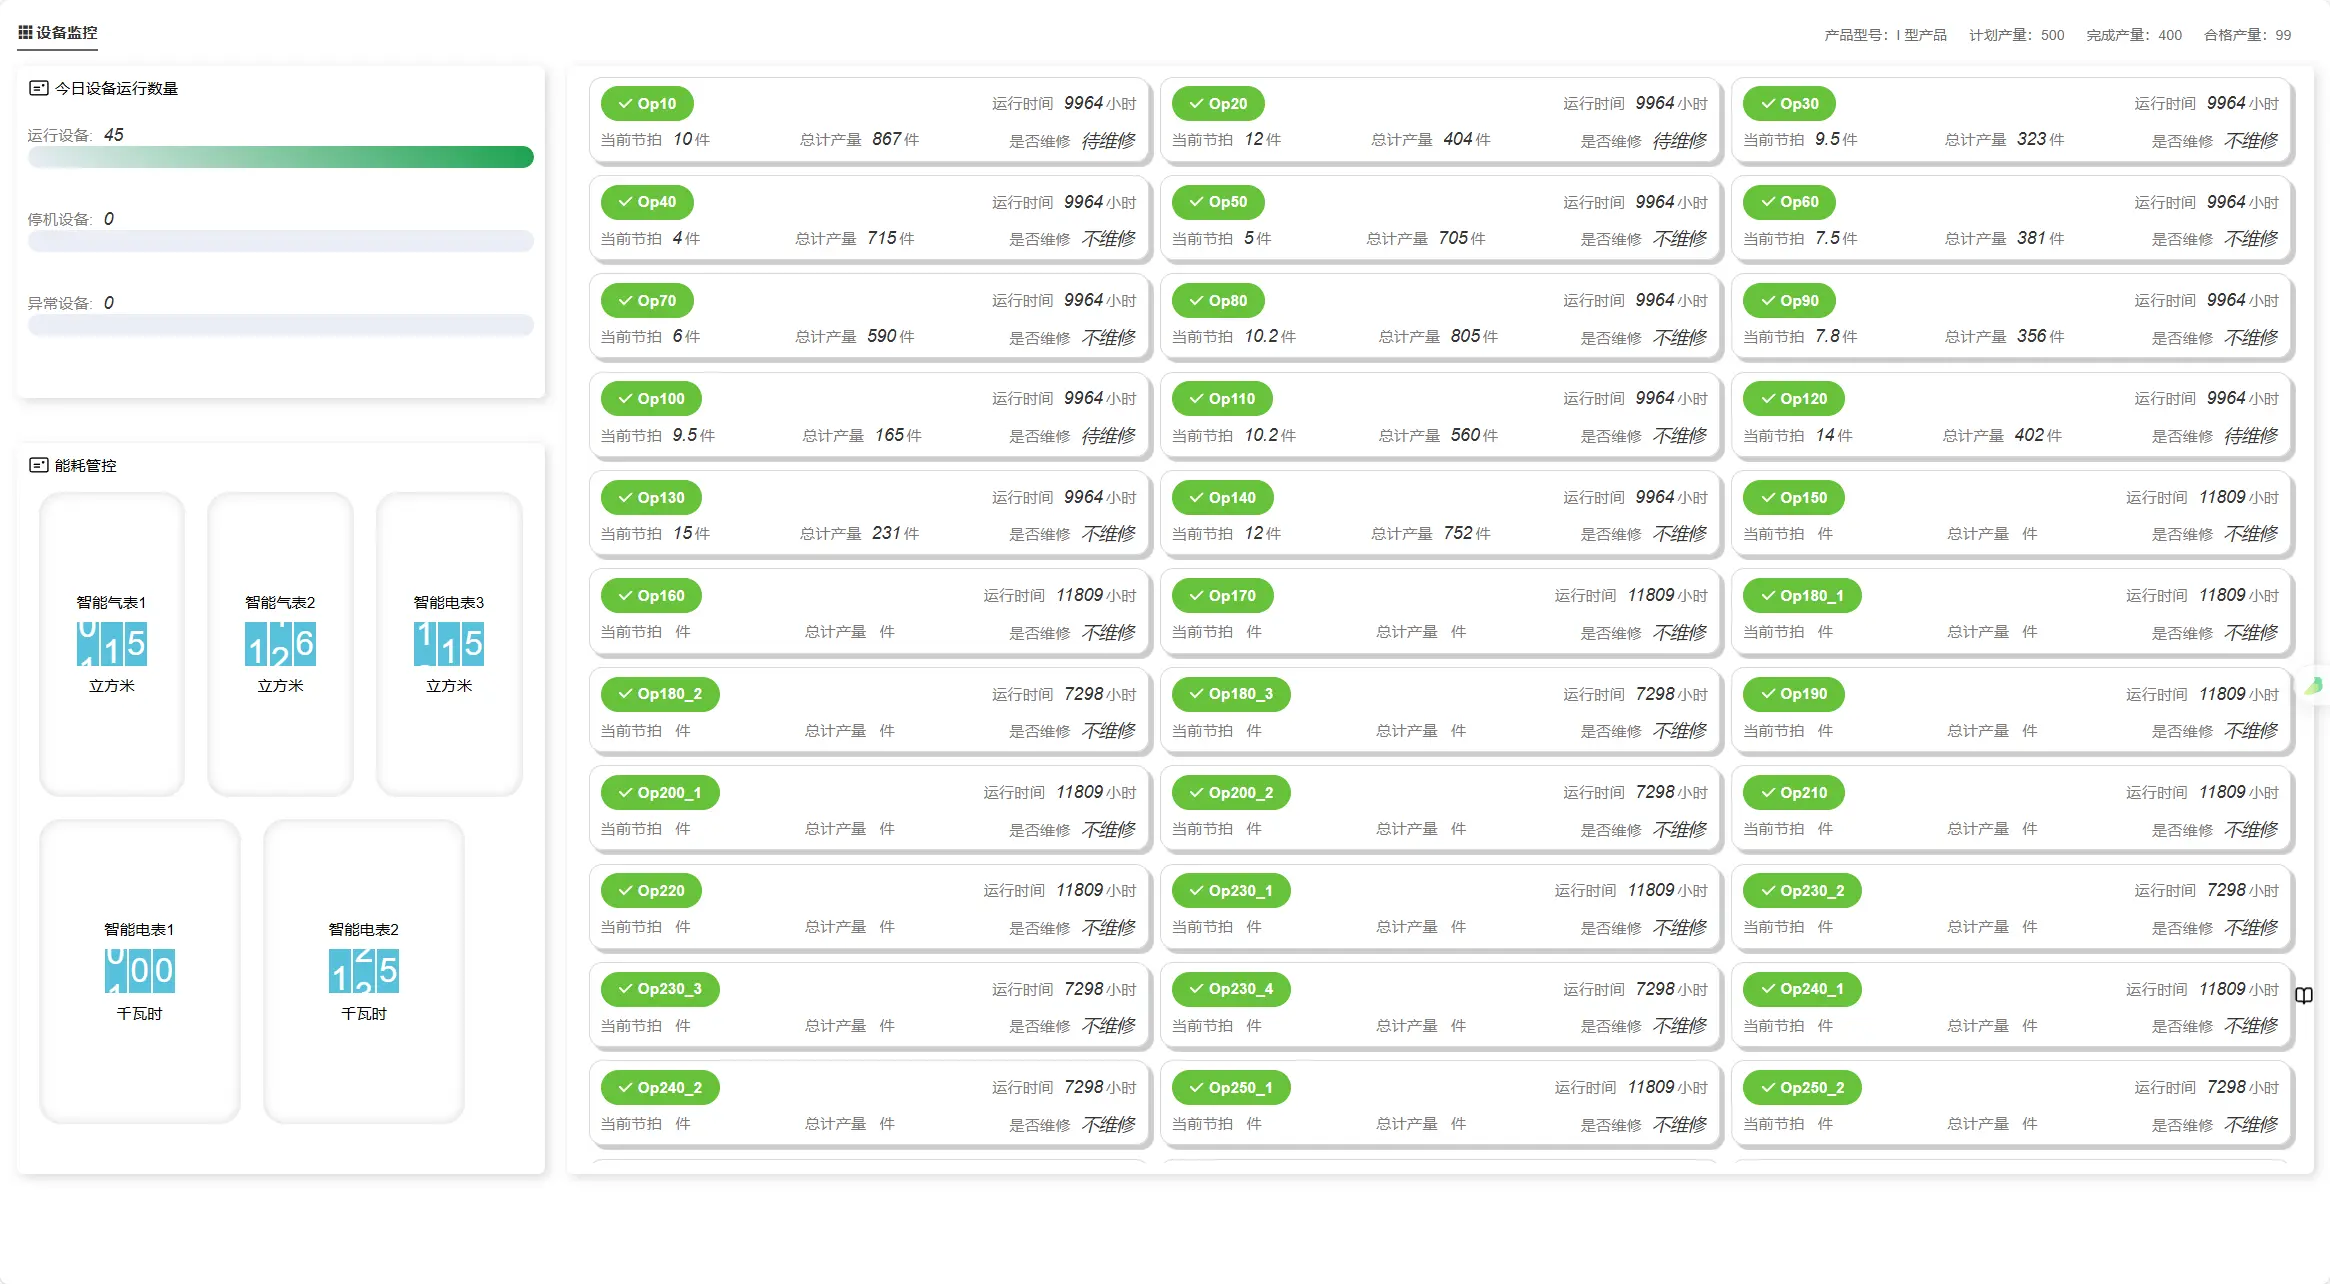 设备监控
产品型号：I 型产品 计划产量：500 完成产量：400 合格产量：99
今日设备运行数量
运行设备: 45
停机设备: 0
异常设备: 0
能耗管控
智能气表1
立方米
智能气表2
立方米
智能电表3
立方米
智能电表1
千瓦时
智能电表2
千瓦时
Op10 运行时间 9964 小时
当前节拍 10 件 总计产量 867 件 是否维修 待维修
Op20 运行时间 9964 小时
当前节拍 12 件 总计产量 404 件 是否维修 待维修
Op30 运行时间 9964 小时
当前节拍 9.5 件 总计产量 323 件 是否维修 不维修
Op40 运行时间 9964 小时
当前节拍 4 件 总计产量 715 件 是否维修 不维修
Op50 运行时间 9964 小时
当前节拍 5 件 总计产量 705 件 是否维修 不维修
Op60 运行时间 9964 小时
当前节拍 7.5 件 总计产量 381 件 是否维修 不维修
Op70 运行时间 9964 小时
当前节拍 6 件 总计产量 590 件 是否维修 不维修
Op80 运行时间 9964 小时
当前节拍 10.2 件 总计产量 805 件 是否维修 不维修
Op90 运行时间 9964 小时
当前节拍 7.8 件 总计产量 356 件 是否维修 不维修
Op100 运行时间 9964 小时
当前节拍 9.5 件 总计产量 165 件 是否维修 待维修
Op110 运行时间 9964 小时
当前节拍 10.2 件 总计产量 560 件 是否维修 不维修
Op120 运行时间 9964 小时
当前节拍 14 件 总计产量 402 件 是否维修 待维修
Op130 运行时间 9964 小时
当前节拍 15 件 总计产量 231 件 是否维修 不维修
Op140 运行时间 9964 小时
当前节拍 12 件 总计产量 752 件 是否维修 不维修
Op150 运行时间 11809 小时
当前节拍 件 总计产量 件 是否维修 不维修
Op160 运行时间 11809 小时
当前节拍 件 总计产量 件 是否维修 不维修
Op170 运行时间 11809 小时
当前节拍 件 总计产量 件 是否维修 不维修
Op180_1 运行时间 11809 小时
当前节拍 件 总计产量 件 是否维修 不维修
Op180_2 运行时间 7298 小时
当前节拍 件 总计产量 件 是否维修 不维修
Op180_3 运行时间 7298 小时
当前节拍 件 总计产量 件 是否维修 不维修
Op190 运行时间 11809 小时
当前节拍 件 总计产量 件 是否维修 不维修
Op200_1 运行时间 11809 小时
当前节拍 件 总计产量 件 是否维修 不维修
Op200_2 运行时间 7298 小时
当前节拍 件 总计产量 件 是否维修 不维修
Op210 运行时间 11809 小时
当前节拍 件 总计产量 件 是否维修 不维修
Op220 运行时间 11809 小时
当前节拍 件 总计产量 件 是否维修 不维修
Op230_1 运行时间 11809 小时
当前节拍 件 总计产量 件 是否维修 不维修
Op230_2 运行时间 7298 小时
当前节拍 件 总计产量 件 是否维修 不维修
Op230_3 运行时间 7298 小时
当前节拍 件 总计产量 件 是否维修 不维修
Op230_4 运行时间 7298 小时
当前节拍 件 总计产量 件 是否维修 不维修
Op240_1 运行时间 11809 小时
当前节拍 件 总计产量 件 是否维修 不维修
Op240_2 运行时间 7298 小时
当前节拍 件 总计产量 件 是否维修 不维修
Op250_1 运行时间 11809 小时
当前节拍 件 总计产量 件 是否维修 不维修
Op250_2 运行时间 7298 小时
当前节拍 件 总计产量 件 是否维修 不维修